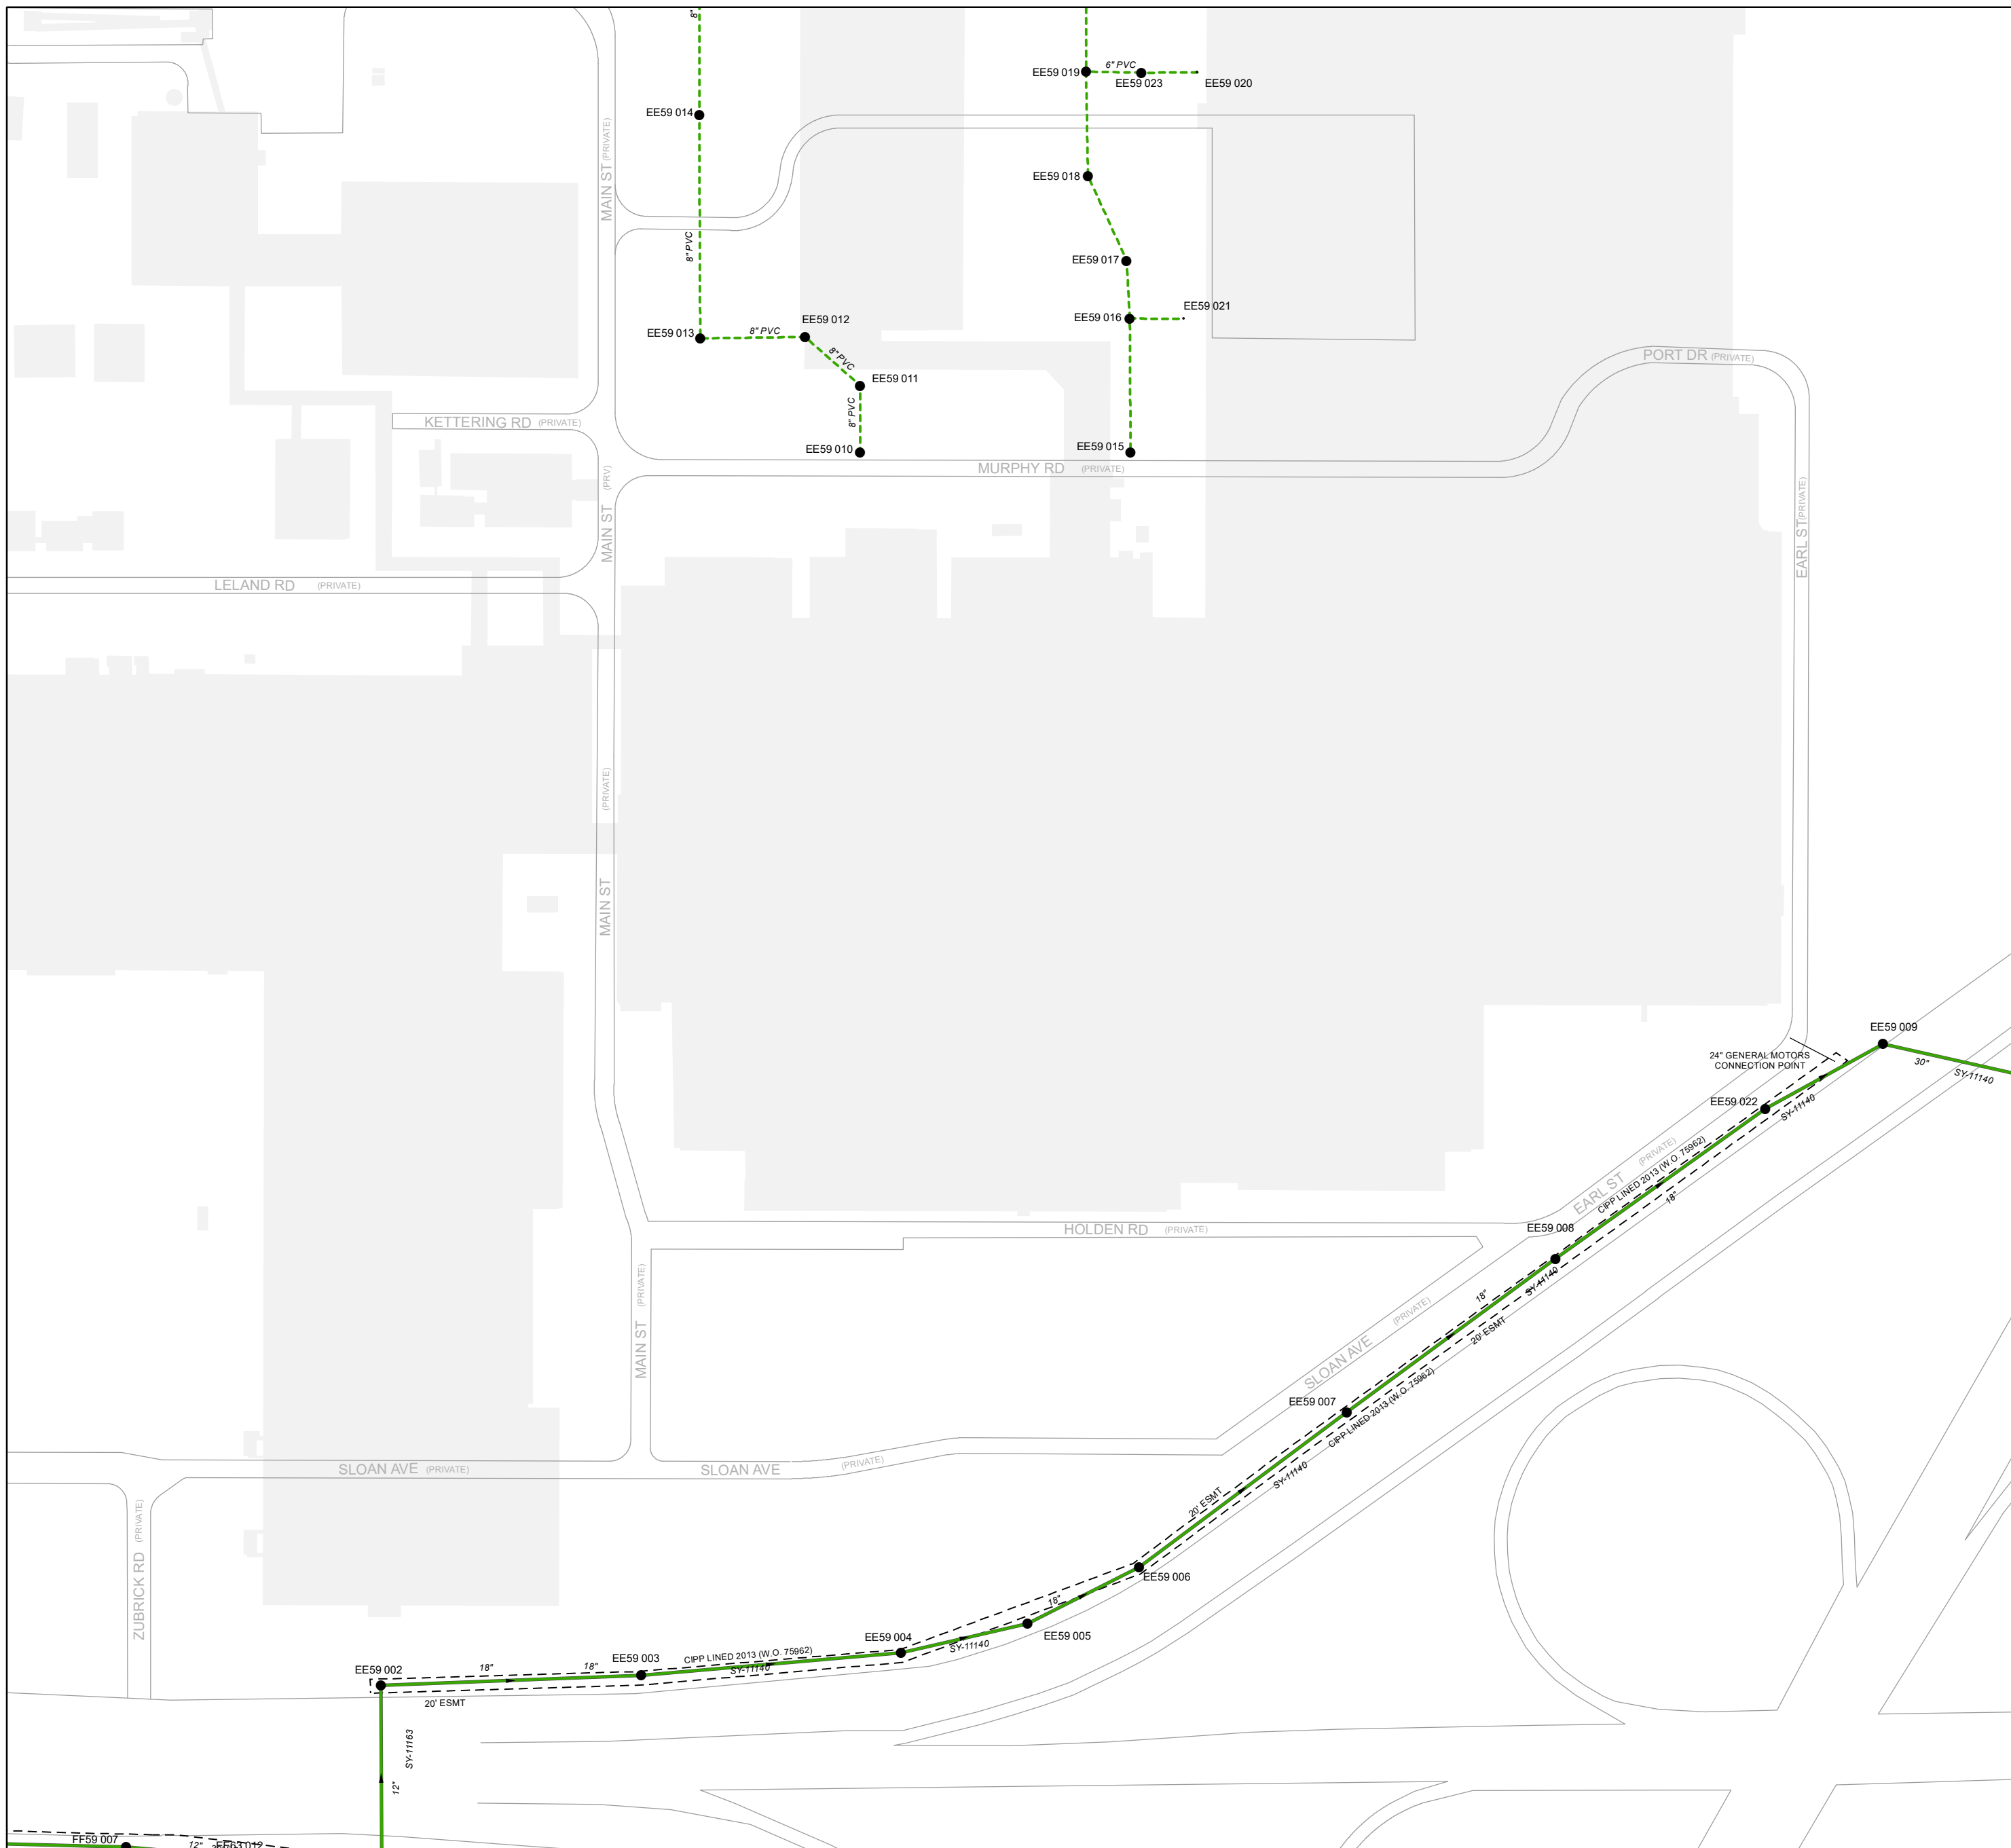 8"
EE59 019
6" PVC
EE59 023
EE59 020
EE59 014
MAIN ST (PRIVATE)
EE59 018
8" PVC
EE59 017
EE59 021
EE59 016
EE59 013
8" PVC
EE59 012
8" PVC
EE59 011
8" PVC
EE59 010
EE59 015
PORT DR (PRIVATE)
KETTERING RD (PRIVATE)
MURPHY RD (PRIVATE)
MAIN ST (PRV)
EARL ST (PRIVATE)
LELAND RD (PRIVATE)
MAIN ST (PRIVATE)
EE59 009
30"
SY-11140
24" GENERAL MOTORS
CONNECTION POINT
EE59 022
SY-11140
CIPP LINED 2013 (W.O. 75962)
18"
EARL ST (PRIVATE)
HOLDEN RD (PRIVATE)
EE59 008
SY-11140
18"
20' ESMT
MAIN ST (PRIVATE)
SLOAN AVE (PRIVATE)
EE59 007
CIPP LINED 2013 (W.O. 75962)
SY-11140
20' ESMT
SLOAN AVE (PRIVATE)
SLOAN AVE (PRIVATE)
ZUBRICK RD (PRIVATE)
EE59 006
18"
EE59 005
EE59 004
SY-11140
EE59 003
CIPP LINED 2013 (W.O. 75962)
SY-11140
EE59 002
18"
18"
20' ESMT
SY-11163
12"
FF59 007
12"
EE63 012